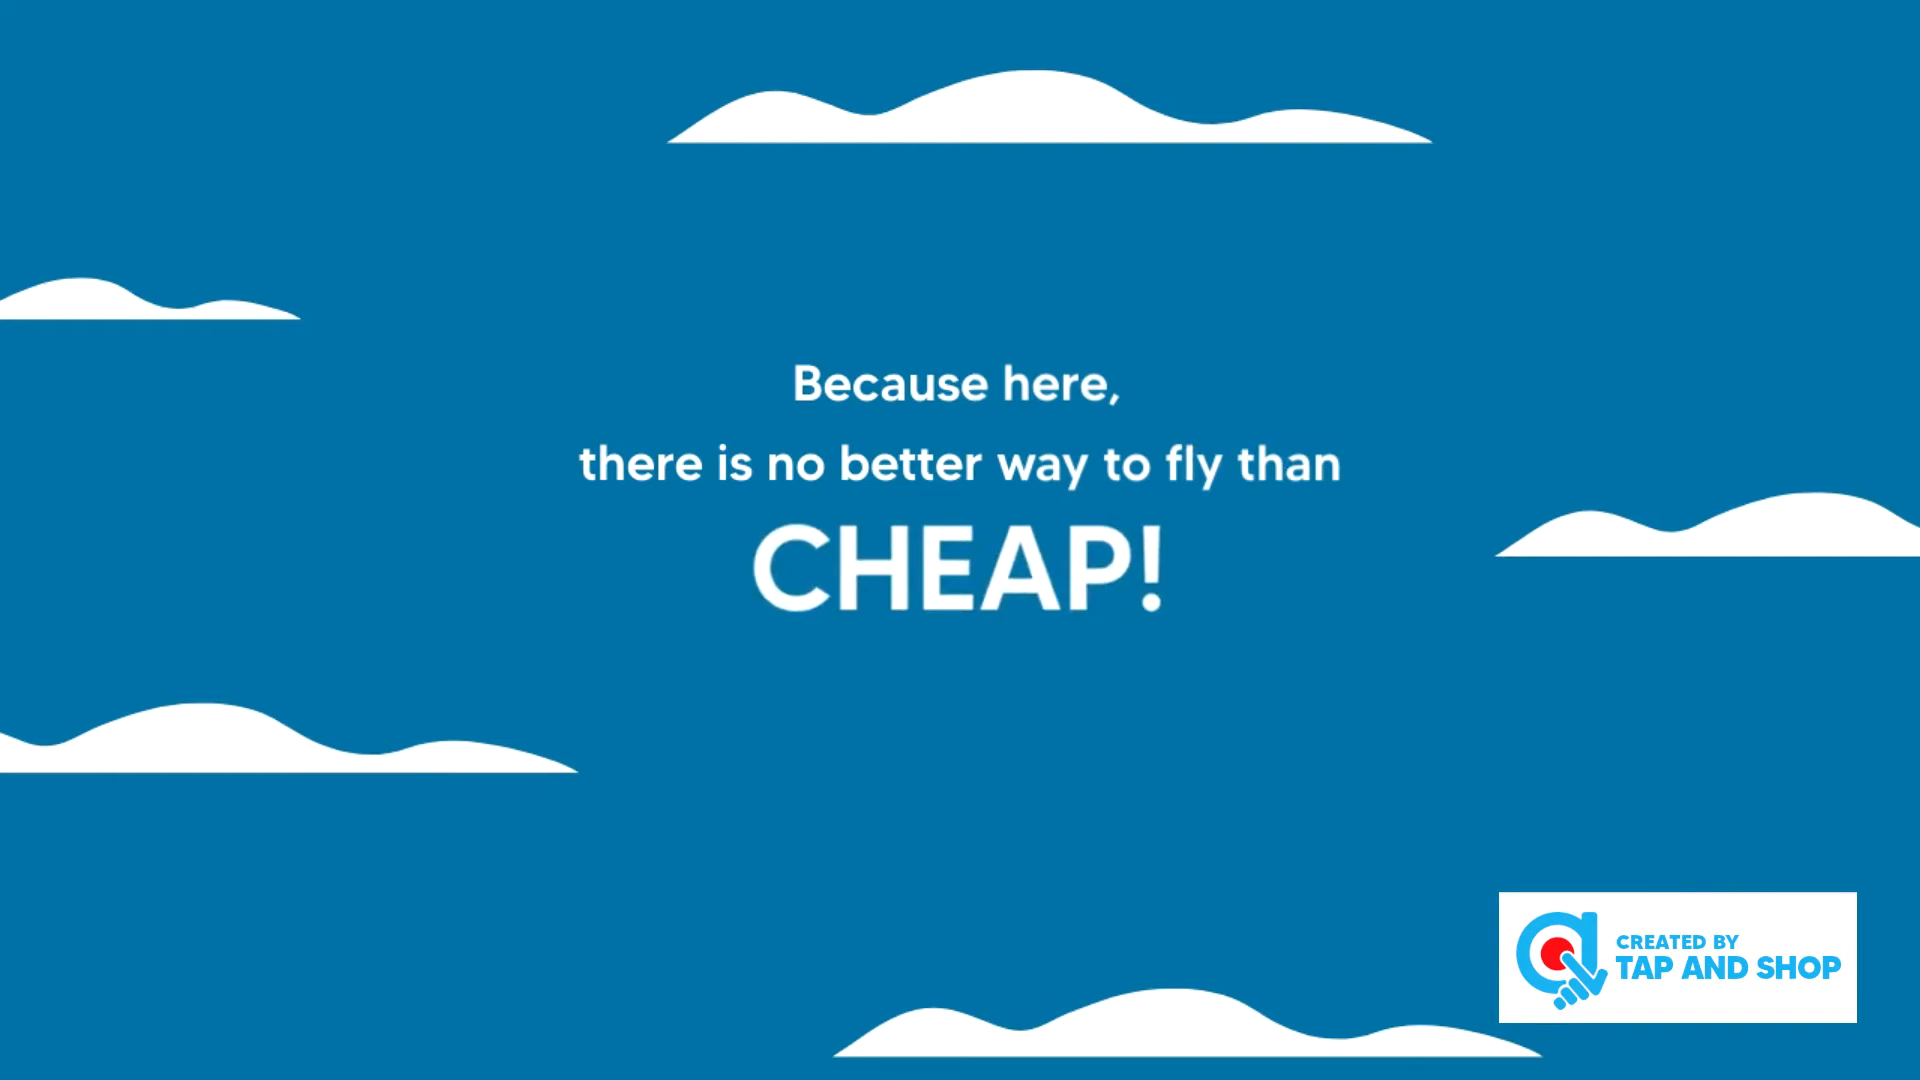 Because here,
there is no better way to fly than
CHEAP!
CREATED BY
TAP AND SHOP